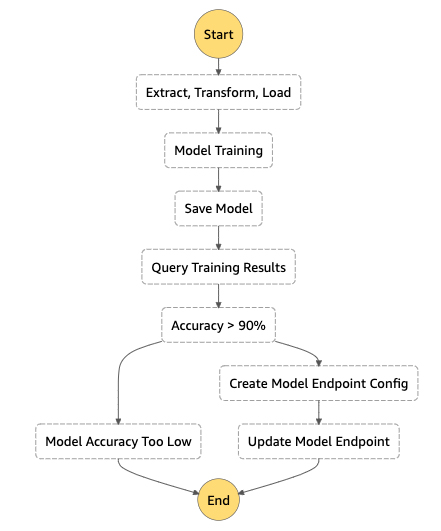 Start
Extract, Transform, Load
Model Training
Save Model
Query Training Results
Accuracy > 90%
Create Model Endpoint Config
Model Accuracy Too Low
Update Model Endpoint
End